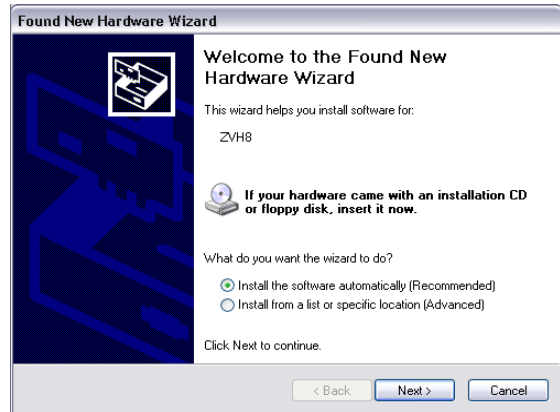 Found New Hardware Wizard
Welcome to the Found New
Hardware Wizard
This wizard helps you install software for:
ZVH8
If your hardware came with an installation CD
or floppy disk, insert it now.
What do you want the wizard to do?
Install the software automatically (Recommended)
Install from a list or specific location (Advanced)
Click Next to continue.
< Back
Next >
Cancel